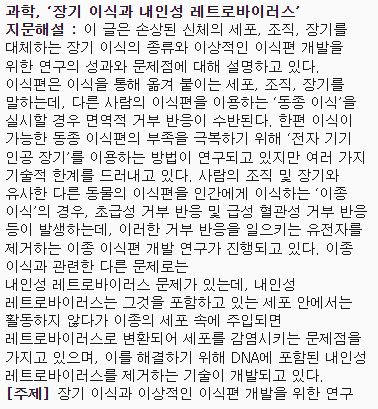 과학, ‘장기 이식과 내인성 레트로바이러스’
지문해설 : 이 글은 손상된 신체의 세포, 조직, 장기를
대체하는 장기 이식의 종류와 이상적인 이식편 개발을
위한 연구의 성과와 문제점에 대해 설명하고 있다.
이식편은 이식을 통해 옮겨 붙이는 세포, 조직, 장기를
말하는데, 다른 사람의 이식편을 이용하는 ‘동종 이식’을
실시할 경우 면역적 거부 반응이 수반된다. 한편 이식이
가능한 동종 이식편의 부족을 극복하기 위해 ‘전자 기기
인공 장기’를 이용하는 방법이 연구되고 있지만 여러 가지
기술적 한계를 드러내고 있다. 사람의 조직 및 장기와
유사한 다른 동물의 이식편을 인간에게 이식하는 ‘이종
이식’의 경우, 초급성 거부 반응 및 급성 혈관성 거부 반응
등이 발생하는데, 이러한 거부 반응을 일으키는 유전자를
제거하는 이종 이식편 개발 연구가 진행되고 있다. 이종
이식과 관련한 다른 문제로는
내인성 레트로바이러스 문제가 있는데, 내인성
레트로바이러스는 그것을 포함하고 있는 세포 안에서는
활동하지 않다가 이종의 세포 속에 주입되면
레트로바이러스로 변환되어 세포를 감염시키는 문제점을
가지고 있으며, 이를 해결하기 위해 DNA에 포함된 내인성
레트로바이러스를 제거하는 기술이 개발되고 있다.
[주제] 장기 이식과 이상적인 이식편 개발을 위한 연구